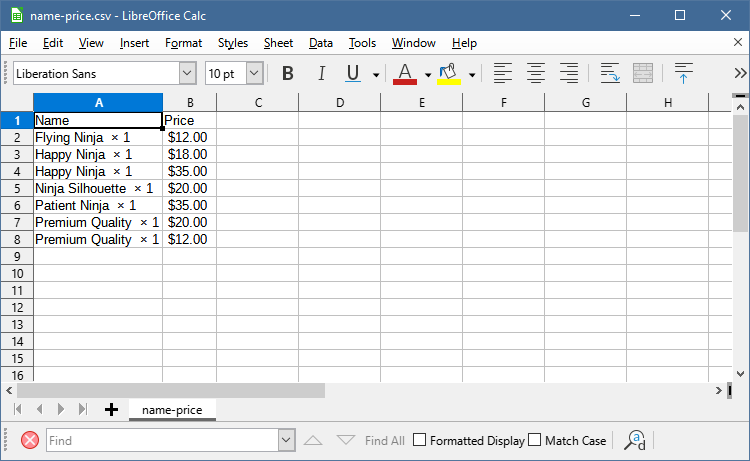 name-price.csv - LibreOffice Calc
File Edit View Insert Format Styles Sheet Data Tools Window Help
Liberation Sans 10 pt B I U A
A B C D E F G H
1 Name Price
2 Flying Ninja × 1 $12.00
3 Happy Ninja × 1 $18.00
4 Happy Ninja × 1 $35.00
5 Ninja Silhouette × 1 $20.00
6 Patient Ninja × 1 $35.00
7 Premium Quality × 1 $20.00
8 Premium Quality × 1 $12.00
9
10
11
12
13
14
15
16
name-price
Find Find All Formatted Display Match Case